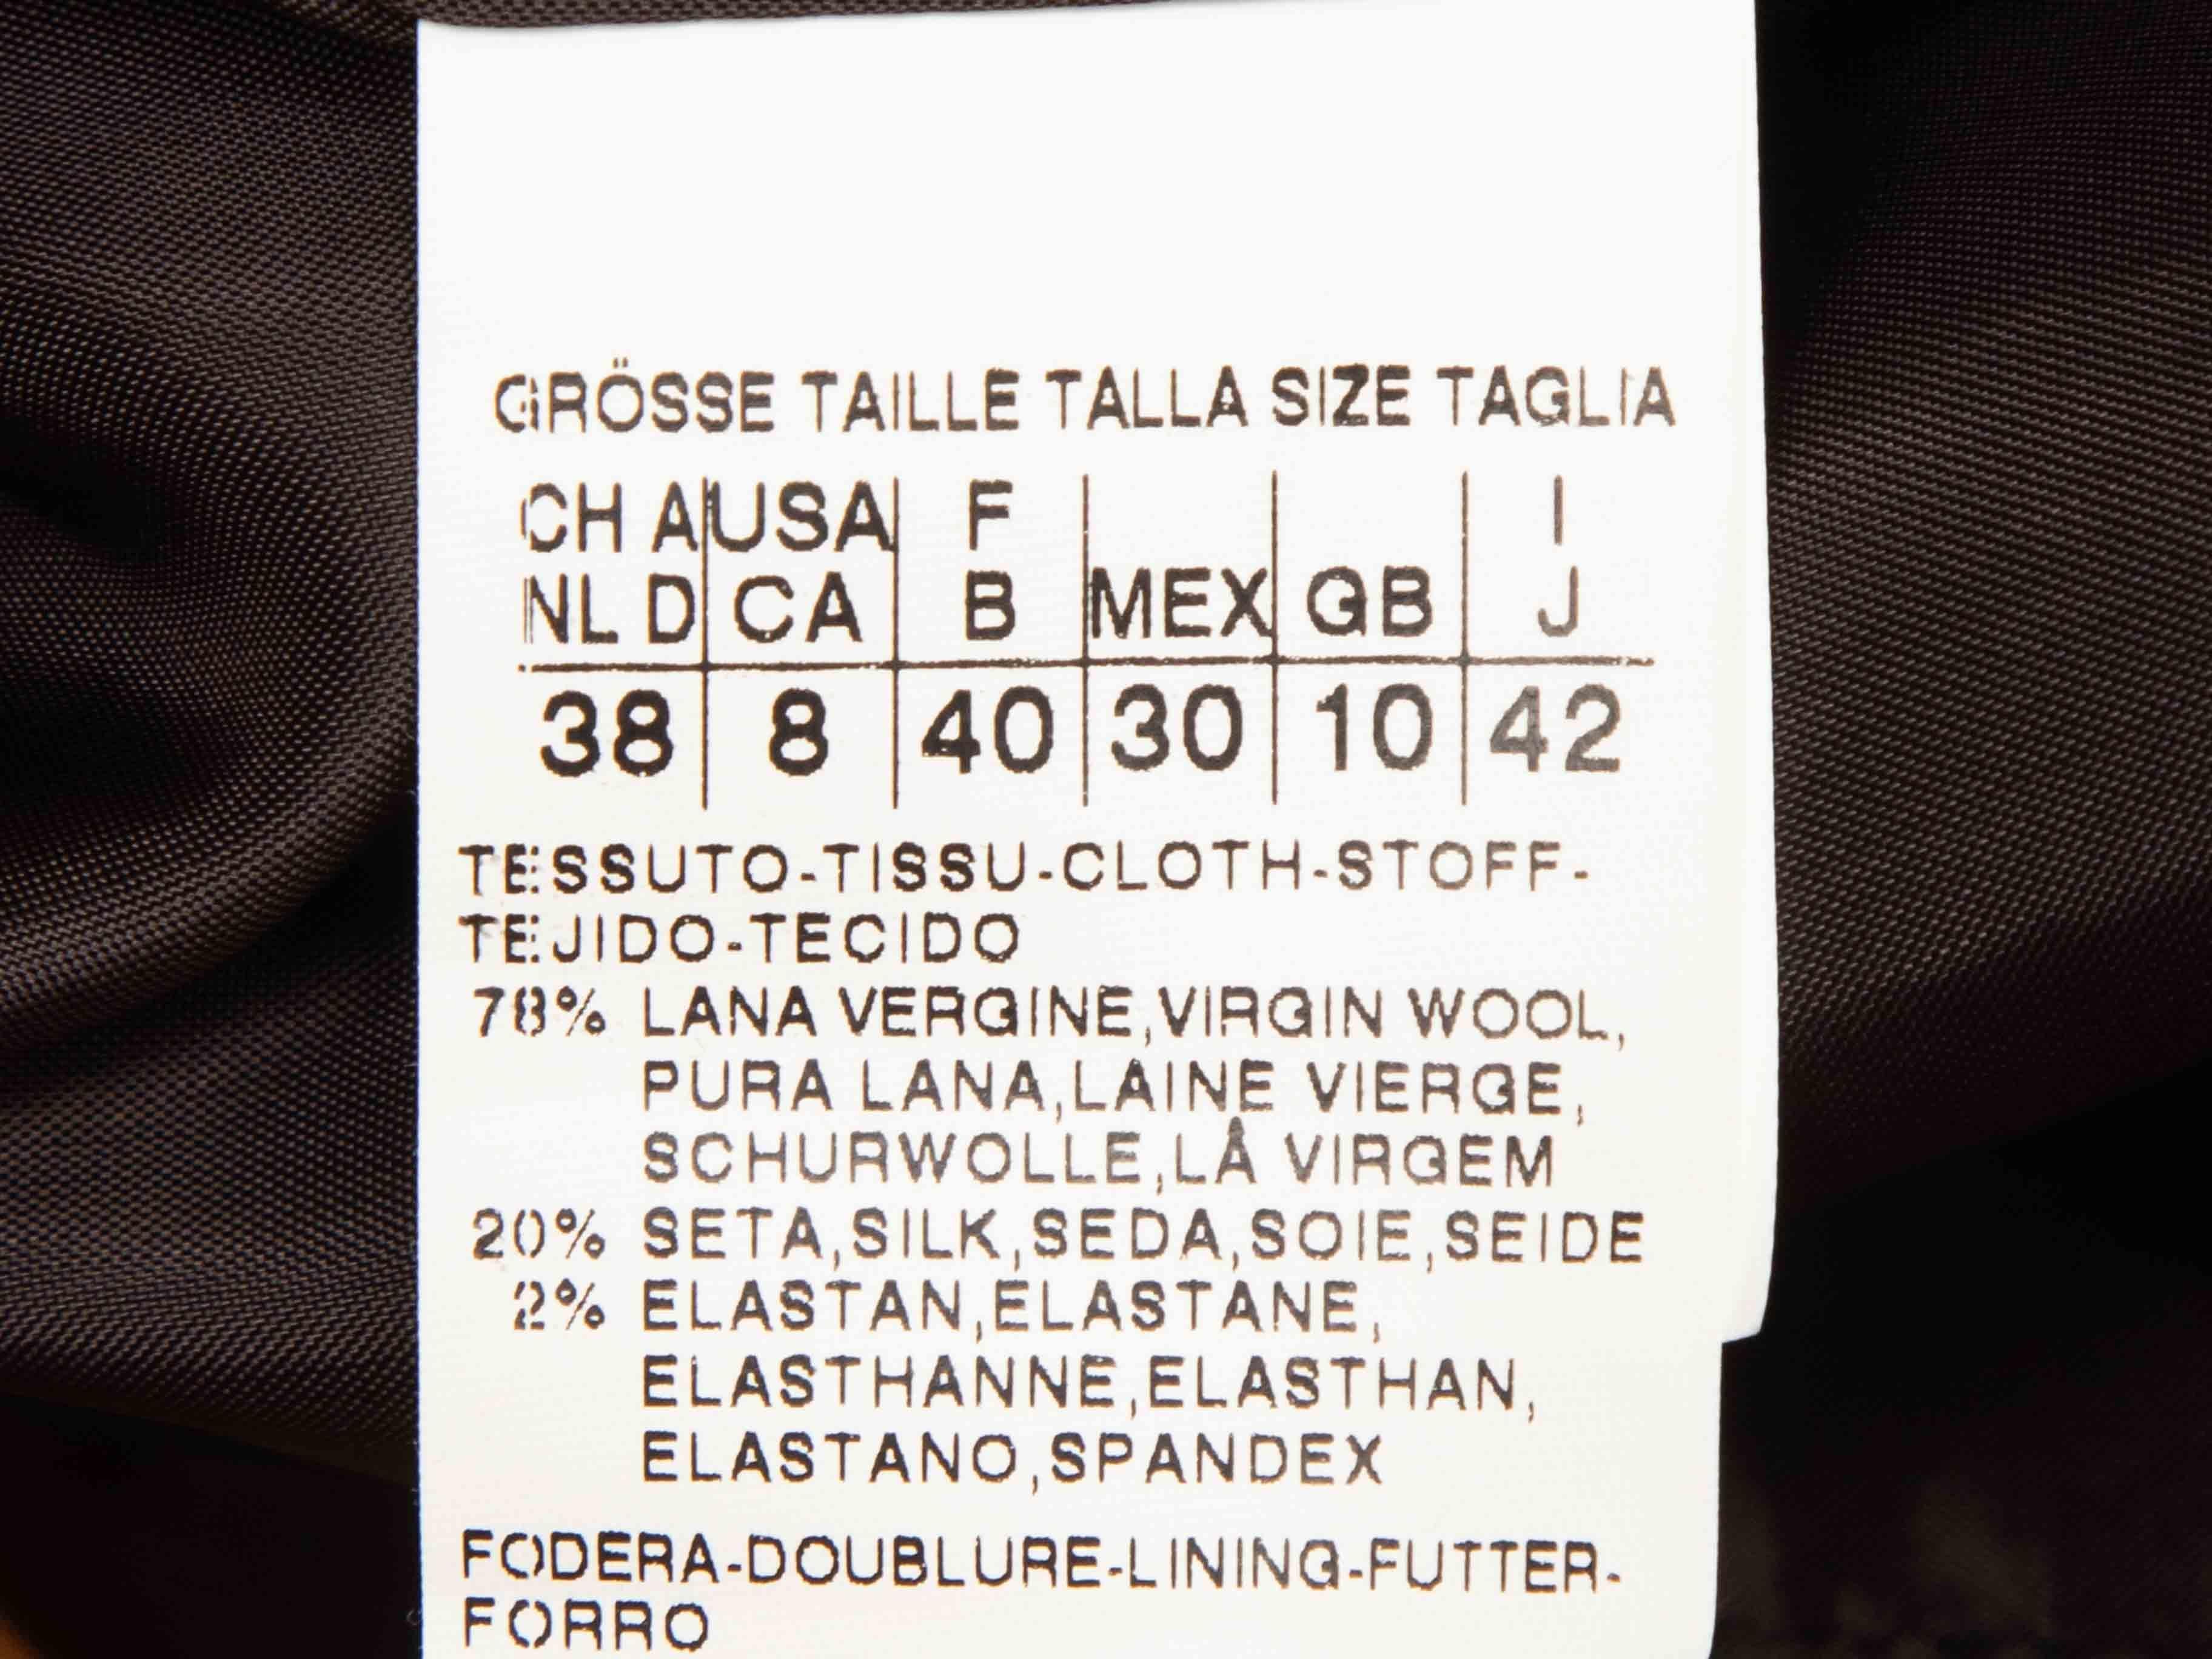 GRÖSSE TAILLE TALLA SIZE TAGLIA
CH A USA F I
NL D CA B MEX GB J
38 8 40 30 10 42
TESSUTO-TISSU-CLOTH-STOFF-
TEJIDO-TECIDO
78% LANA VERGINE,VIRGIN WOOL,
PURA LANA,LAINE VIERGE,
SCHURWOLLE,LÂ VIRGEM
20% SETA,SILK,SEDA,SOIE,SEIDE
2% ELASTAN,ELASTANE,
ELASTHANNE,ELASTHAN,
ELASTANO,SPANDEX
FODERA-DOUBLURE-LINING-FUTTER-
FORRO